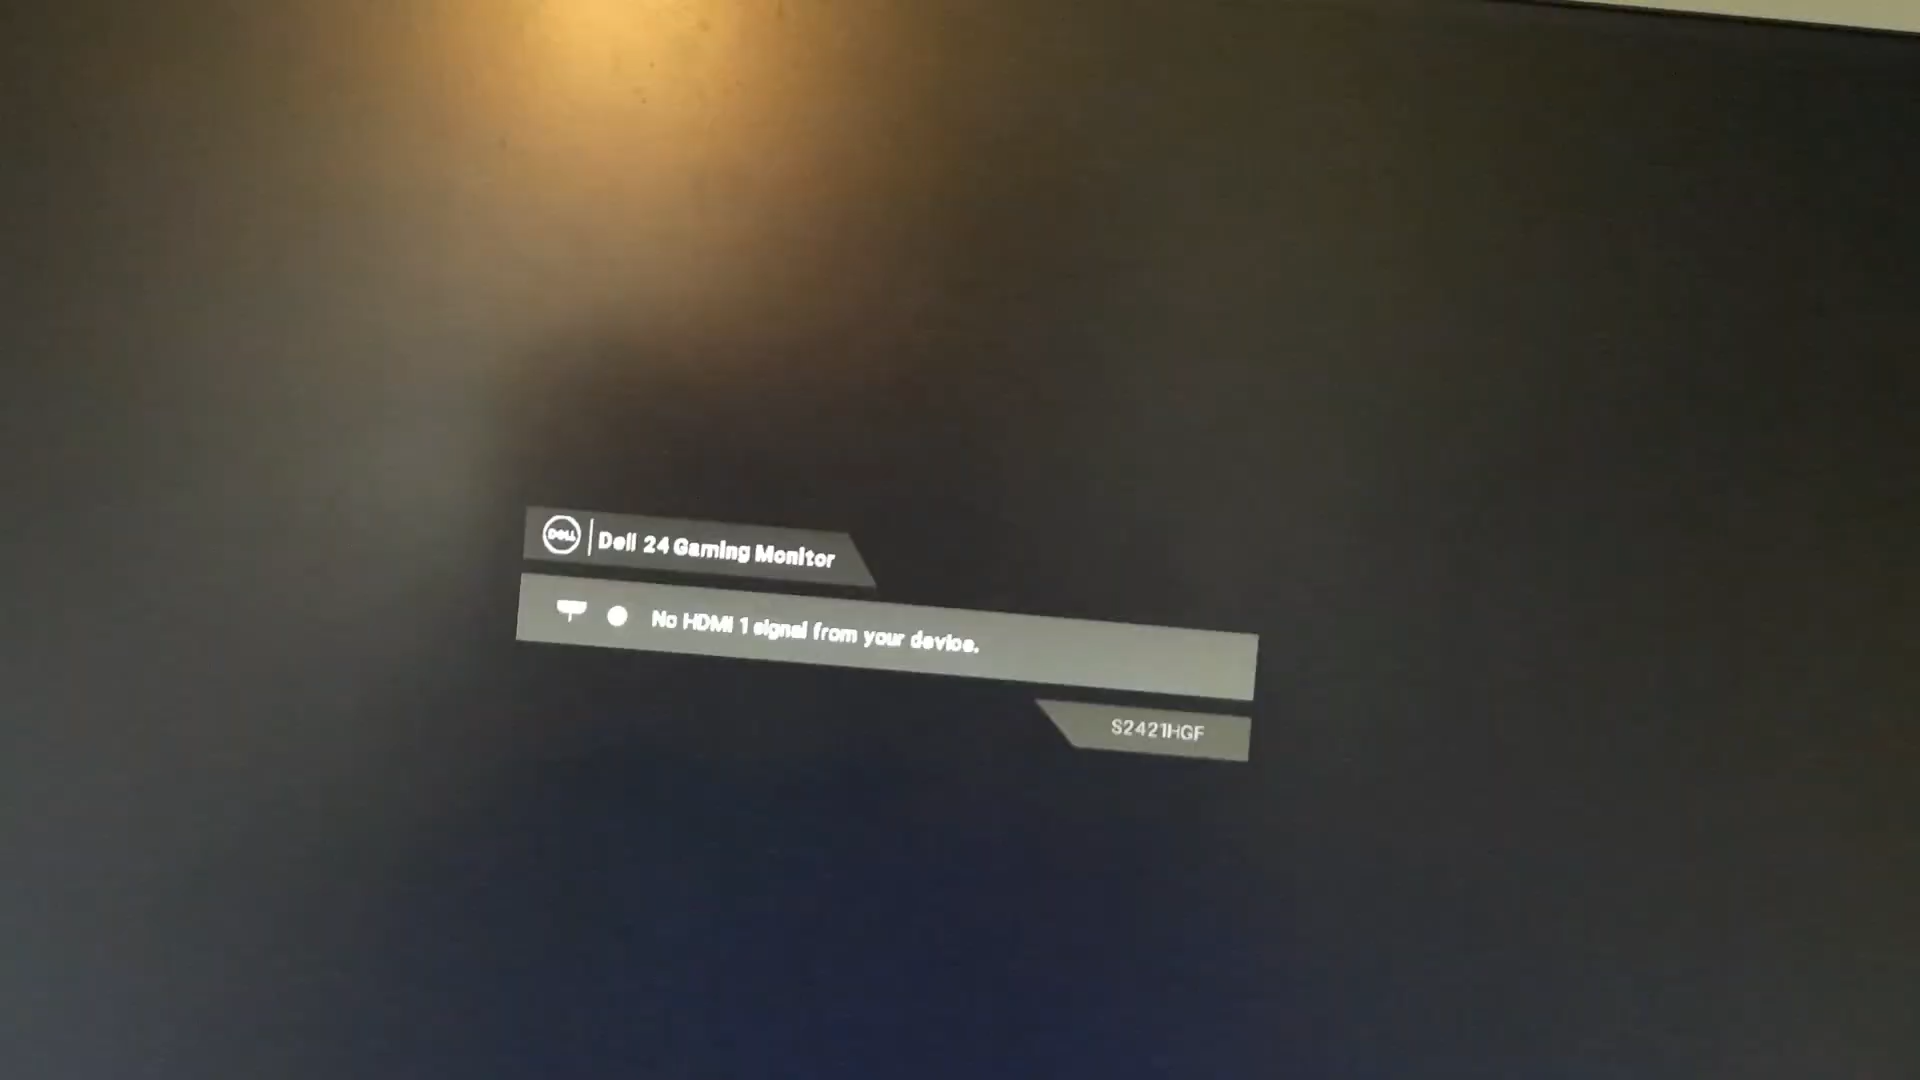 DELL Dell 24 Gaming Monitor
No HDMI 1 signal from your device.
S2421HGF